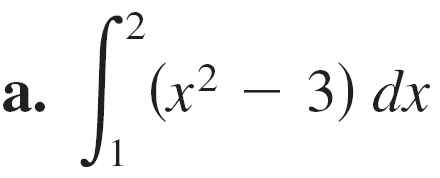 a. ∫₁² (x² − 3) dx